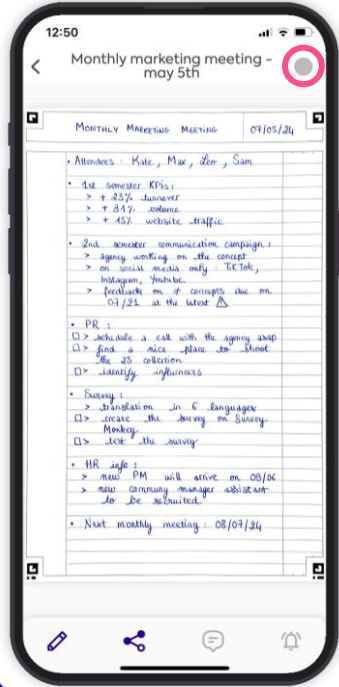 12:50
Monthly marketing meeting -
may 5th
MONTHLY MARKETING MEETING 07/05/24
• Attendees : Kate, Max, Leo, Sam
• 1st semester KPIs :
> + 23% turnover
> + 31% volume
> + 15% website traffic
• 2nd semester communication campaign :
> agency working on the concept
> on social media only : TikTok,
Instagram, Youtube.
> feedback on ≠ concepts due on
07/21 at the latest ⚠
• PR :
□> schedule a call with the agency asap
□> find a nice place to shoot
the 25 collection
□> identify influencers
• Survey :
> translation in 6 languages
□> create the survey on Survey
Monkey
□> test the survey
• HR info :
> new PM will arrive on 09/06
> new community manager assistant
to be recruited
• Next monthly meeting : 08/07/24